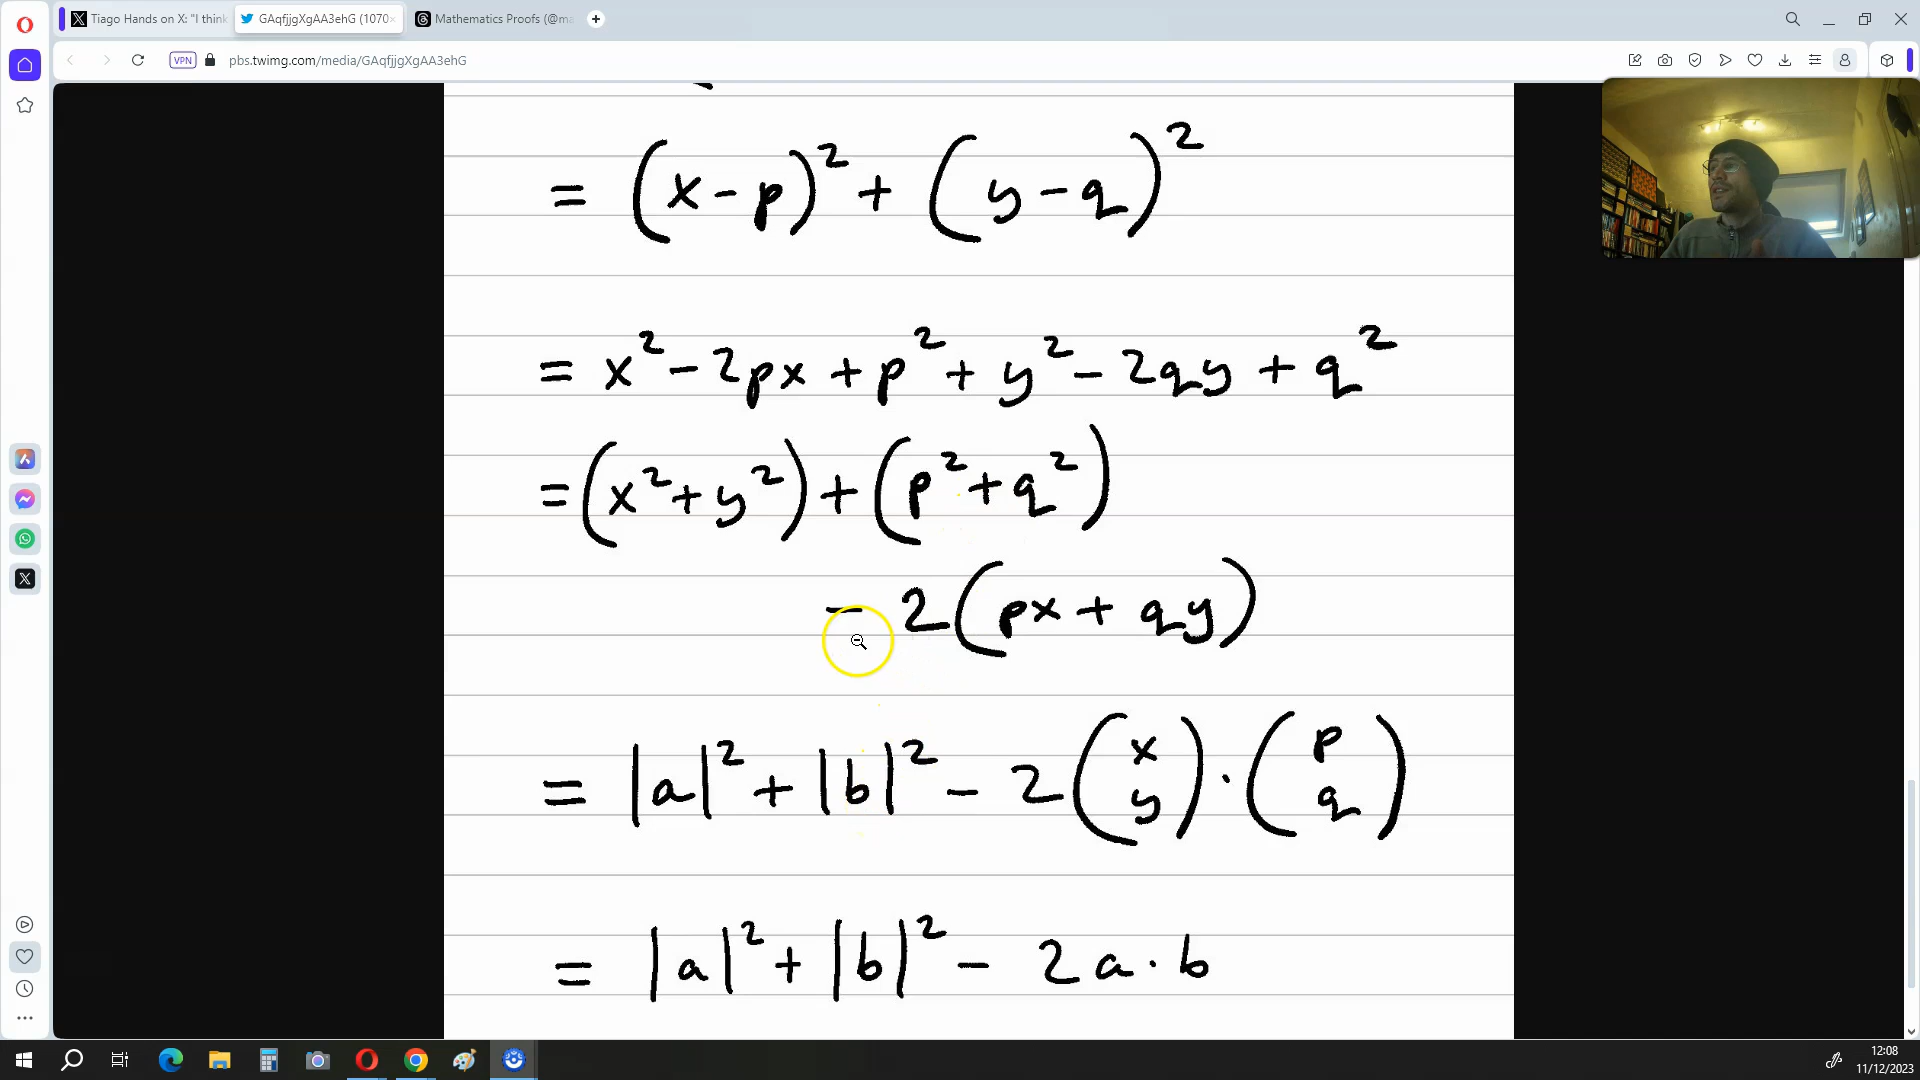 Tiago Hands on X: "I think
GAqfjjgXgAA3ehG (1070×
Mathematics Proofs (@ma
VPN
pbs.twimg.com/media/GAqfjjgXgAA3ehG
= (x - p)² + (y - q)²
= x² - 2px + p² + y² - 2qy + q²
= (x² + y²) + (p² + q²)
- 2(px + qy)
= |a|² + |b|² - 2 (x y) · (p q)
= |a|² + |b|² - 2a · b
12:08
11/12/2023